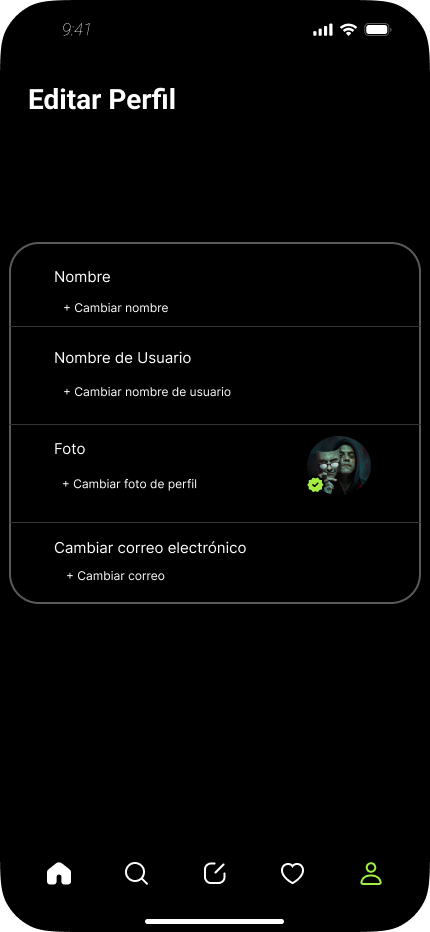 9:41
Editar Perfil
Nombre
+ Cambiar nombre
Nombre de Usuario
+ Cambiar nombre de usuario
Foto
+ Cambiar foto de perfil
Cambiar correo electrónico
+ Cambiar correo